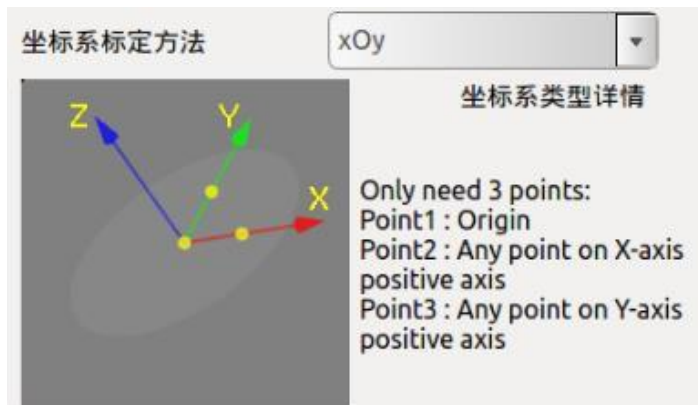 坐标系标定方法
xOy
坐标系类型详情
Z
Y
X
Only need 3 points:
Point1 : Origin
Point2 : Any point on X-axis
positive axis
Point3 : Any point on Y-axis
positive axis